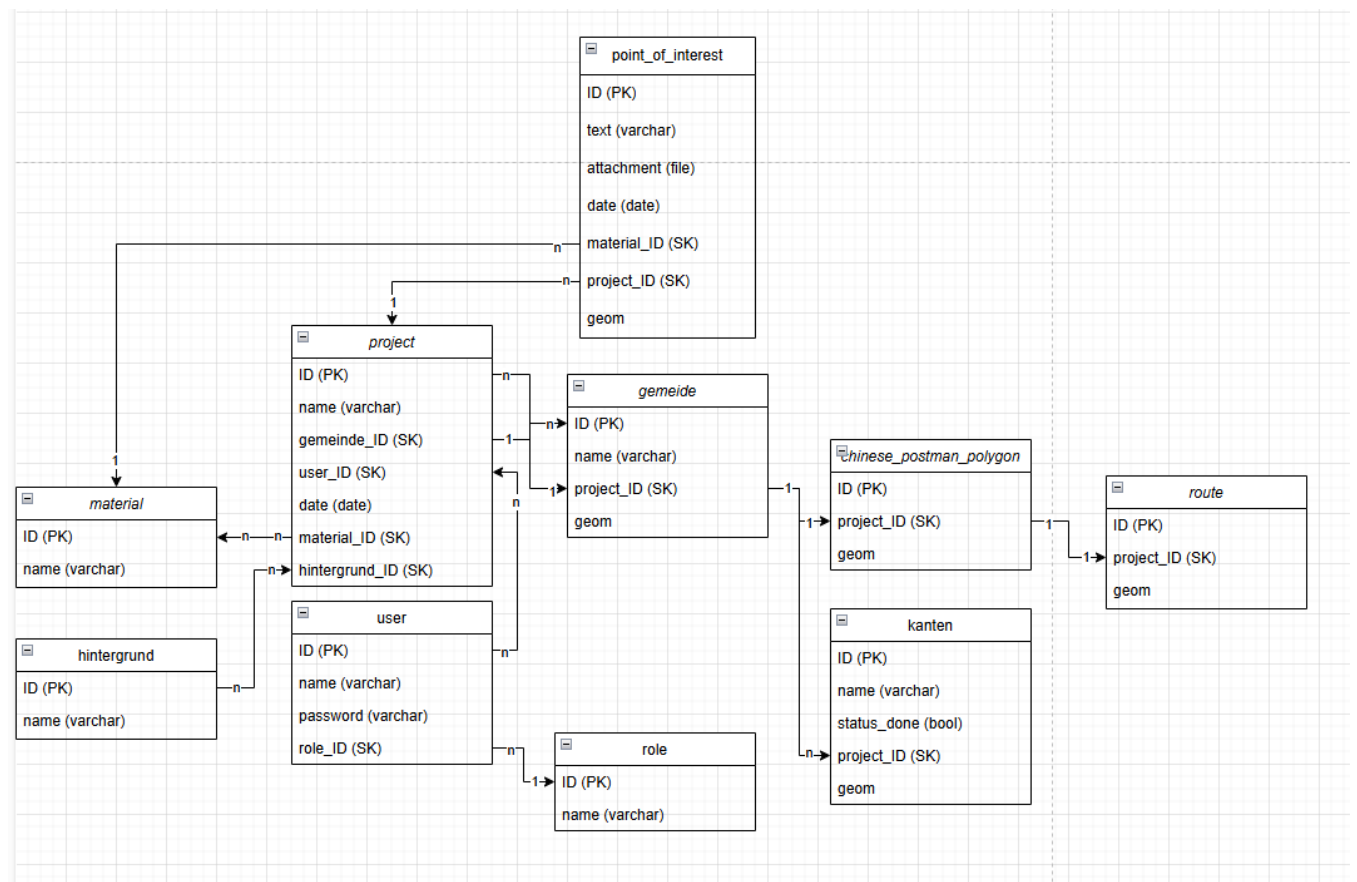 point_of_interest
ID (PK)
text (varchar)
attachment (file)
date (date)
n
material_ID (SK)
n
project_ID (SK)
geom
1
1
project
ID (PK)
name (varchar)
gemeinde_ID (SK)
user_ID (SK)
date (date)
material_ID (SK)
hintergrund_ID (SK)
n
n
1
1
n
n
n
n
gemeide
ID (PK)
name (varchar)
project_ID (SK)
geom
material
ID (PK)
name (varchar)
hintergrund
ID (PK)
name (varchar)
n
user
ID (PK)
name (varchar)
password (varchar)
role_ID (SK)
n
n
1
role
ID (PK)
name (varchar)
1
1
n
chinese_postman_polygon
ID (PK)
project_ID (SK)
geom
1
1
route
ID (PK)
project_ID (SK)
geom
kanten
ID (PK)
name (varchar)
status_done (bool)
project_ID (SK)
geom